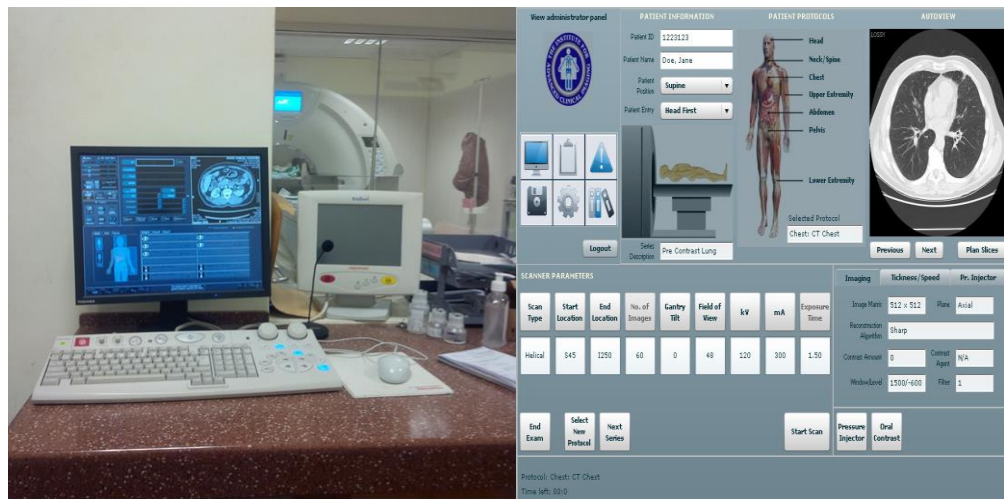 View administrator panel
THE INSTITUTE FOR
ADVANCED CLINICAL
Logout
PATIENT INFORMATION
Patient ID 1223123
Patient Name Doe, Jane
Patient Position Supine
Patient Entry Head First
Series Description Pre Contrast Lung
PATIENT PROTOCOLS
Head
Neck/Spine
Chest
Upper Extremity
Abdomen
Pelvis
Lower Extremity
Selected Protocol
Chest: CT Chest
AUTOVIEW
LOSSY
Previous Next Plan Slices
SCANNER PARAMETERS
Scan Type Start Location End Location No. of Images Gantry Tilt Field of View kV mA Exposure Time
Helical S45 I250 60 0 48 120 300 1.50
End Exam Select New Protocol Next Series Start Scan
Imaging Tickness/Speed Pr. Injector
Image Matrix 512 x 512 Plane Axial
Reconstruction Algorithm Sharp
Contrast Amount 0 Contrast Agent N/A
Window/Level 1500/-600 Filter 1
Pressure Injector Oral Contrast
Protocol: Chest: CT Chest
Time left: 00:0